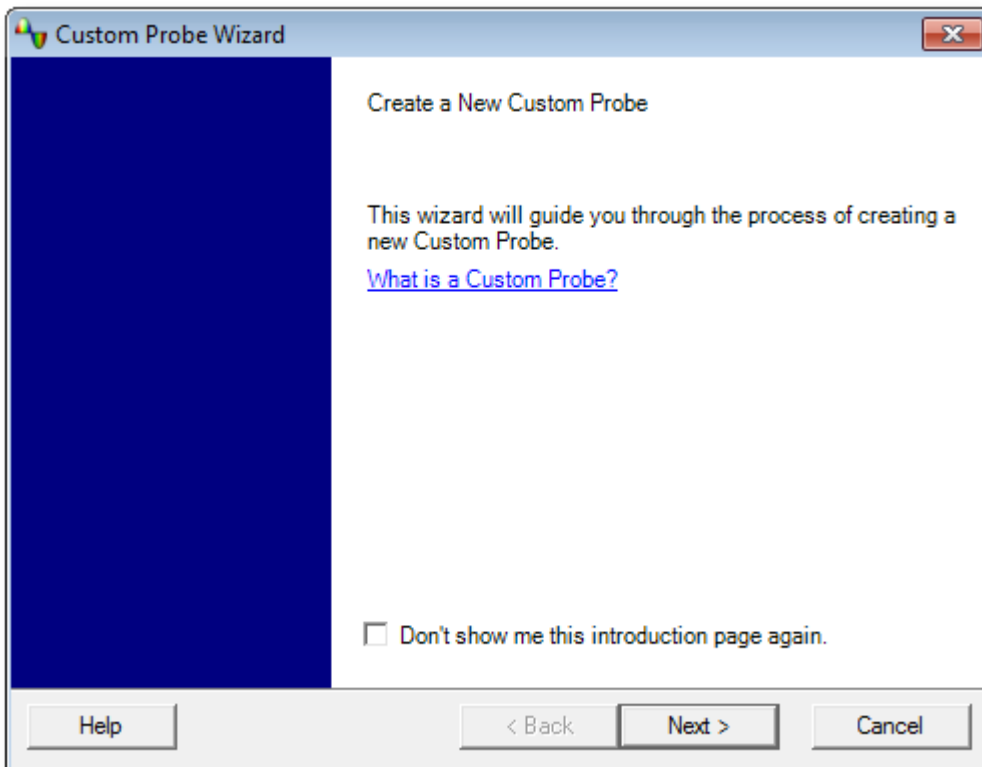 Custom Probe Wizard
Create a New Custom Probe
This wizard will guide you through the process of creating a
new Custom Probe.
What is a Custom Probe?
Don't show me this introduction page again.
Help
< Back
Next >
Cancel